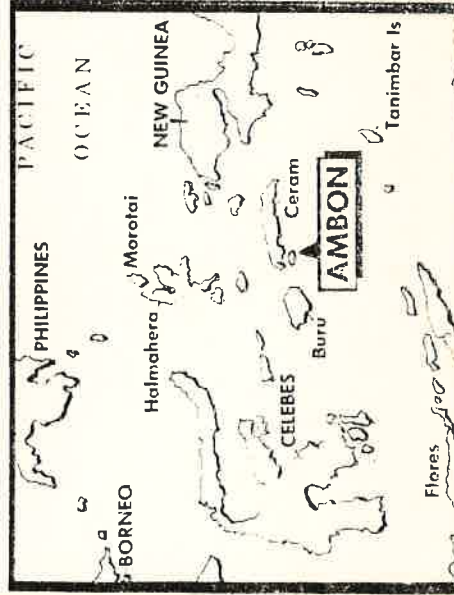 PACIFIC
OCEAN
PHILIPPINES
NEW GUINEA
Morotai
Halmahera
BORNEO
Ceram
AMBON
Buru
CELEBES
Tanimbar Is
Flores